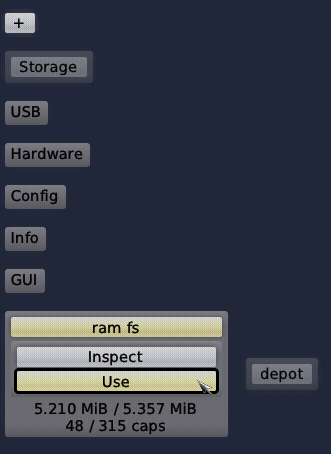 +
Storage
USB
Hardware
Config
Info
GUI
ram fs
Inspect
Use
5.210 MiB / 5.357 MiB
48 / 315 caps
depot